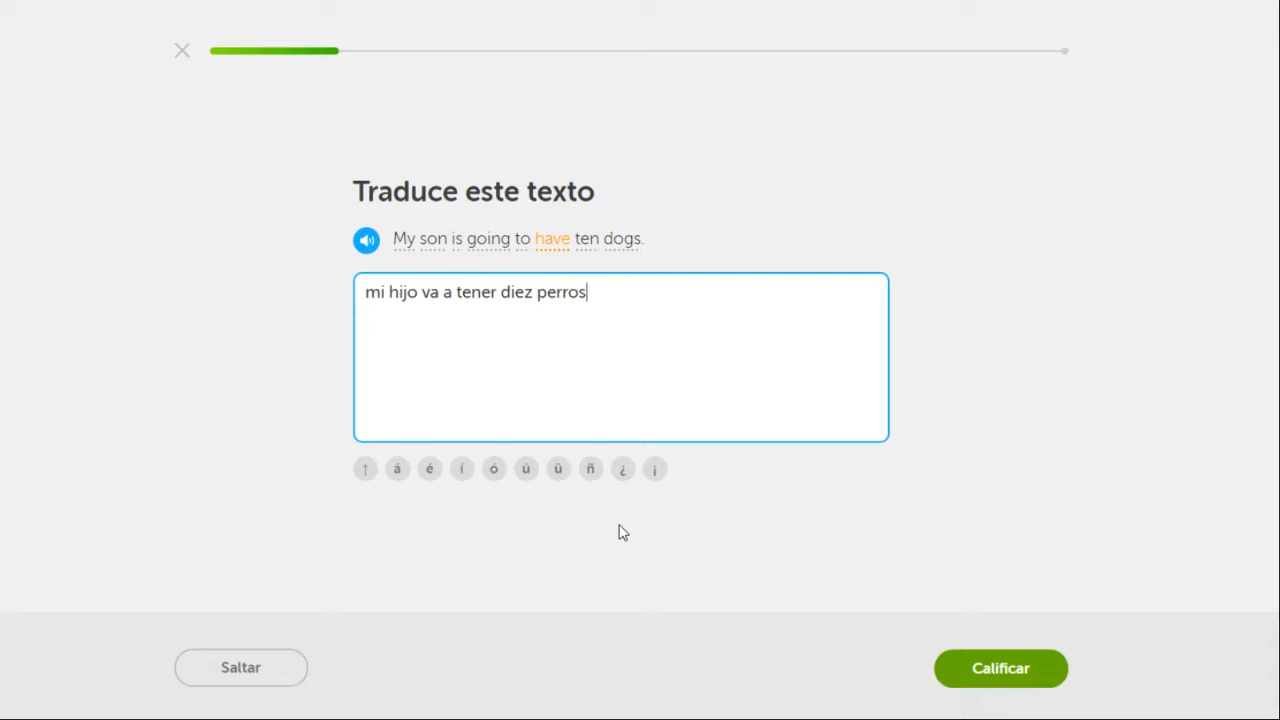 Traduce este texto
My son is going to have ten dogs.
mi hijo va a tener diez perros
↑ á é í ó ú ü ñ ¿ ¡
Saltar
Calificar